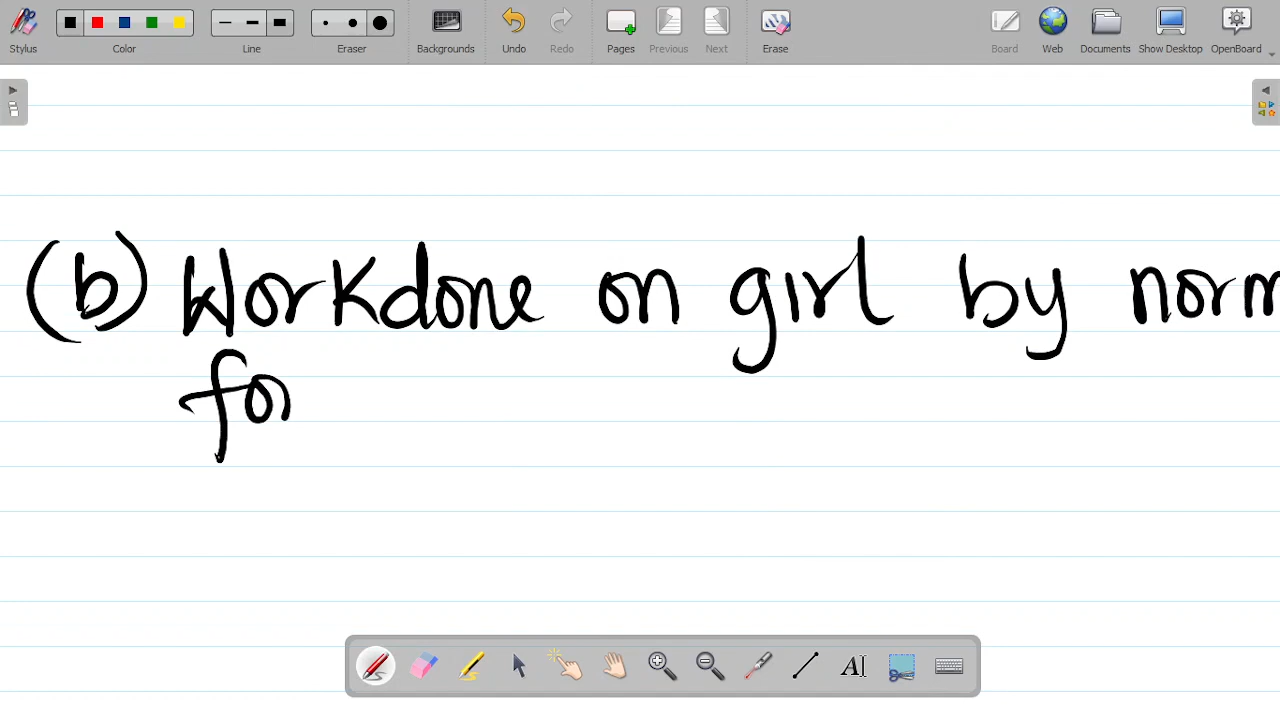 Stylus
Color
Line
Eraser
Backgrounds
Undo
Redo
Pages
Previous
Next
Erase
Board
Web
Documents
Show Desktop
OpenBoard
(b) Workdone on girl by norm
for
AI